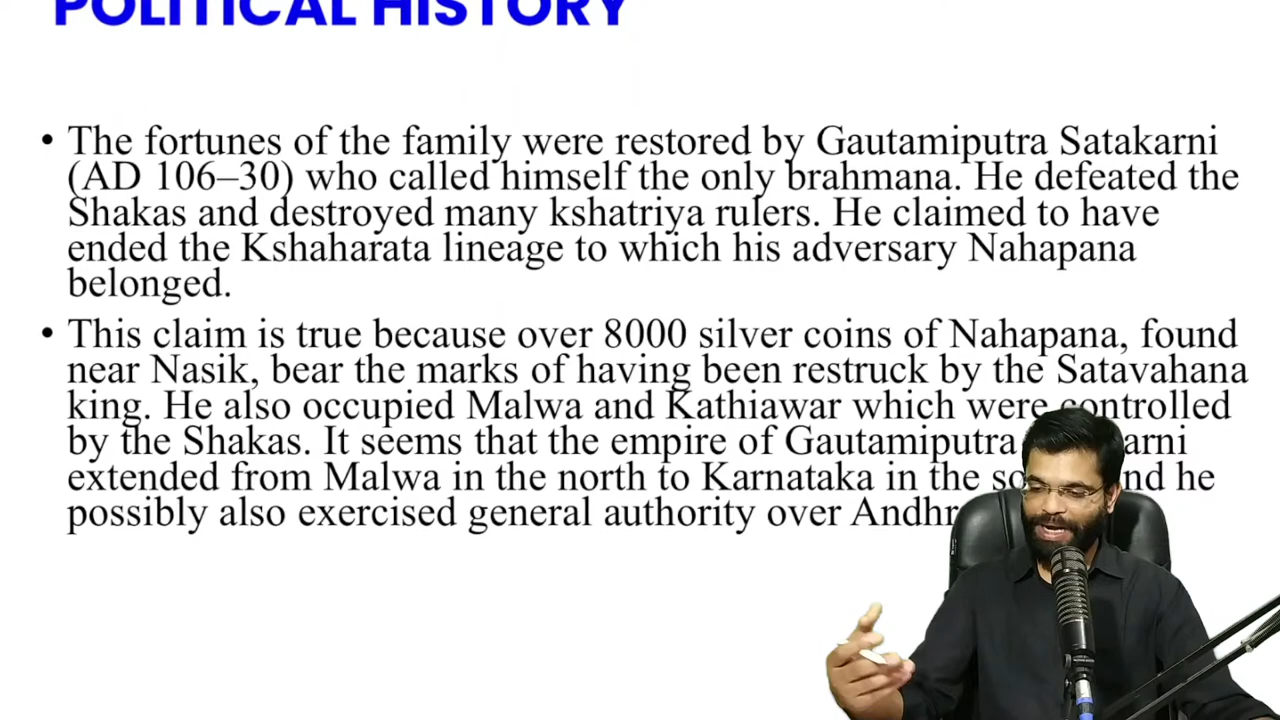 POLITICAL HISTORY
• The fortunes of the family were restored by Gautamiputra Satakarni
(AD 106–30) who called himself the only brahmana. He defeated the
Shakas and destroyed many kshatriya rulers. He claimed to have
ended the Kshaharata lineage to which his adversary Nahapana
belonged.
• This claim is true because over 8000 silver coins of Nahapana, found
near Nasik, bear the marks of having been restruck by the Satavahana
king. He also occupied Malwa and Kathiawar which were controlled
by the Shakas. It seems that the empire of Gautamiputra
extended from Malwa in the north to Karnataka in the he
possibly also exercised general authority over